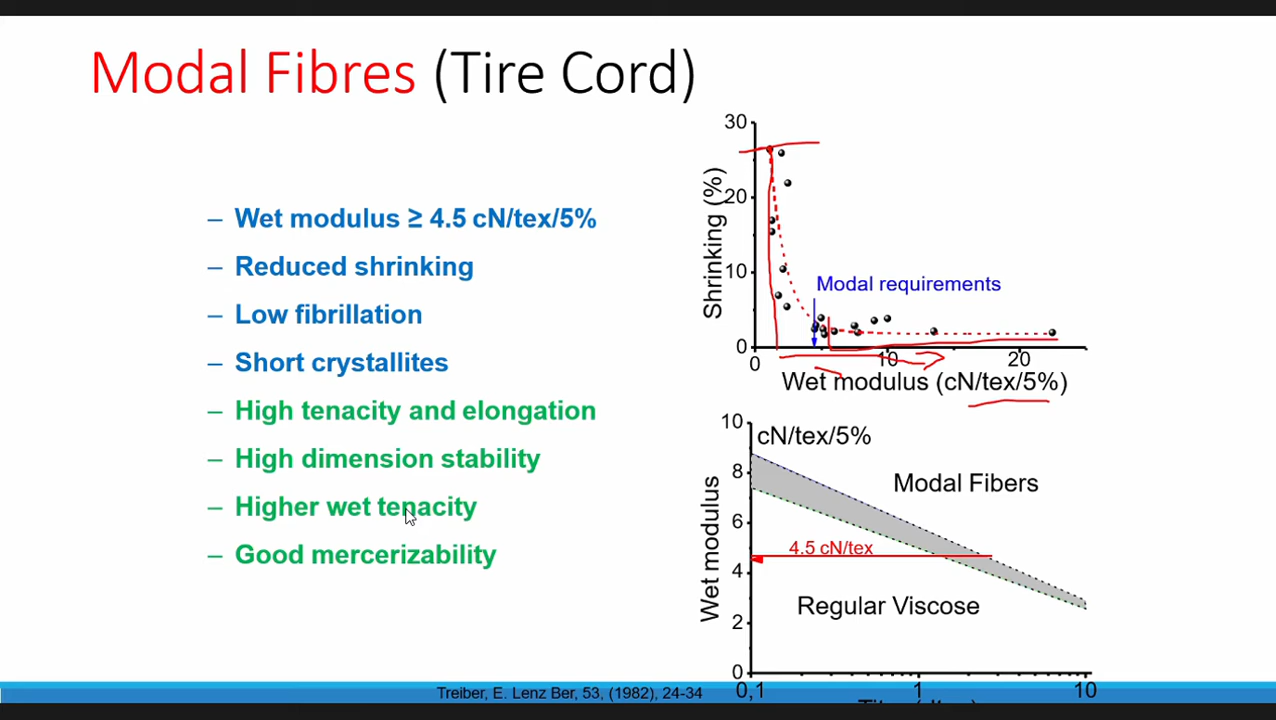 Modal Fibres (Tire Cord)
– Wet modulus ≥ 4.5 cN/tex/5%
– Reduced shrinking
– Low fibrillation
– Short crystallites
– High tenacity and elongation
– High dimension stability
– Higher wet tenacity
– Good mercerizability
30
20
10
0
Shrinking (%)
Modal requirements
0
10
20
Wet modulus (cN/tex/5%)
10
8
6
4
2
0
Wet modulus
cN/tex/5%
Modal Fibers
4.5 cN/tex
Regular Viscose
0,1
1
10
Treiber, E. Lenz Ber, 53, (1982), 24-34